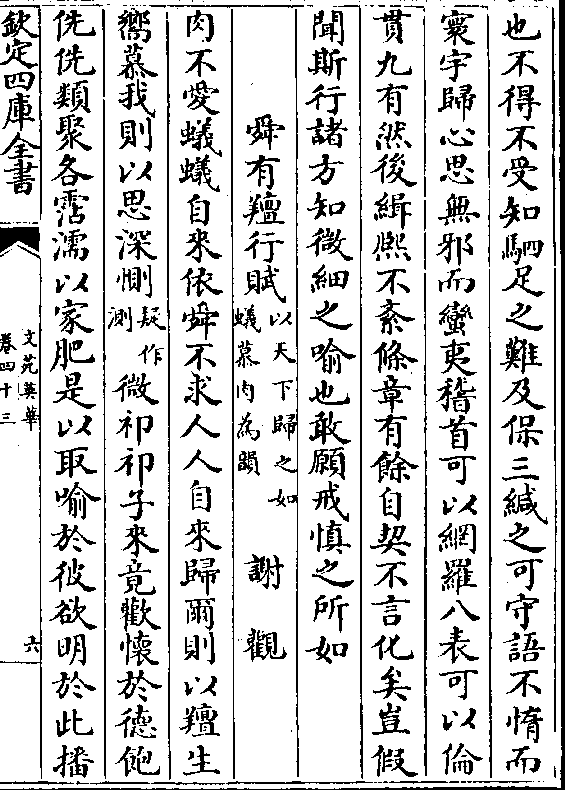 也不得不受知駟足之難及保三緘之可守語不惰而
寰宇歸心思無邪而蠻夷稽首可以網羅八表可以倫
貫九有然後緝熙不紊條章有餘自契不言化矣豈假
聞斯行諸方知微細之喻也敢願戒慎之所如
舜有羶行賦以天下歸之如蟻慕肉為韻 謝觀
肉不愛蟻蟻自來依舜不求人人自來歸爾則以羶生
嚮慕我則以思深惻疑作測微卭卭子來竟歡懷於德飽
侁侁類聚各霑濡以家肥是以取喻於彼欲明於此播
欽定四庫全書
文苑英華
卷四十三
六